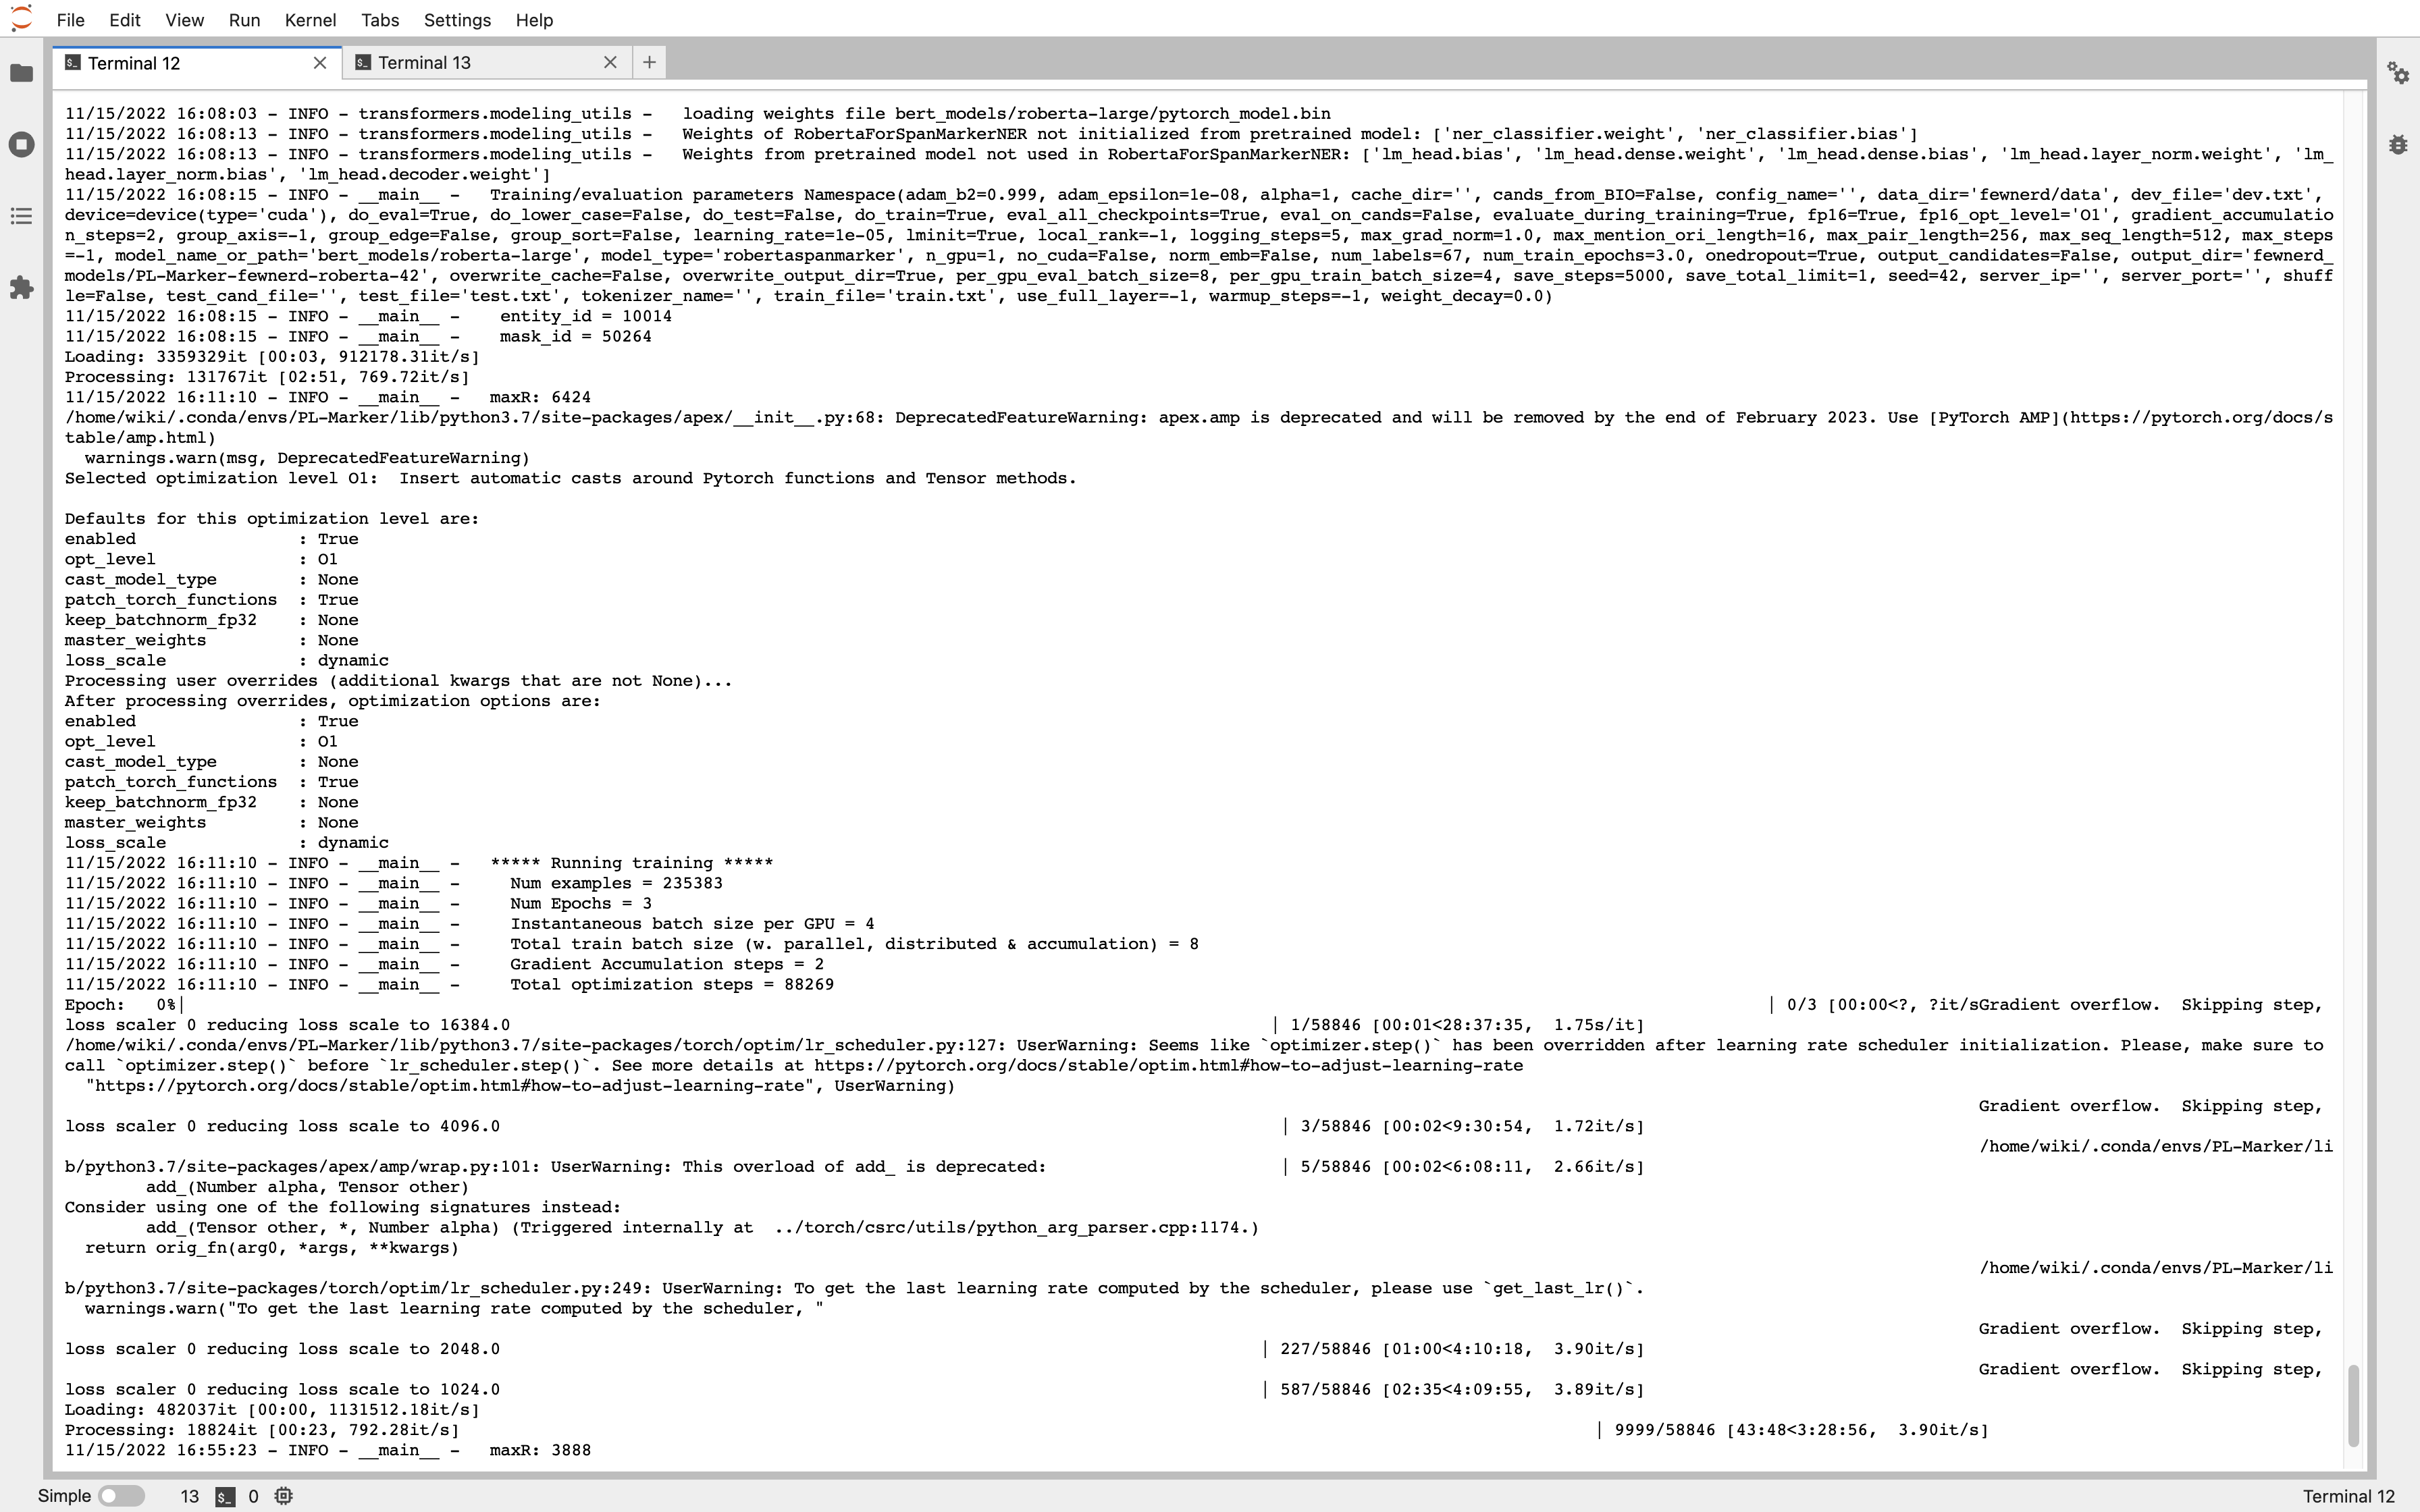 File Edit View Run Kernel Tabs Settings Help
Terminal 12
Terminal 13
11/15/2022 16:08:03 - INFO - transformers.modeling_utils -   loading weights file bert_models/roberta-large/pytorch_model.bin
11/15/2022 16:08:13 - INFO - transformers.modeling_utils -   Weights of RobertaForSpanMarkerNER not initialized from pretrained model: ['ner_classifier.weight', 'ner_classifier.bias']
11/15/2022 16:08:13 - INFO - transformers.modeling_utils -   Weights from pretrained model not used in RobertaForSpanMarkerNER: ['lm_head.bias', 'lm_head.dense.weight', 'lm_head.dense.bias', 'lm_head.layer_norm.weight', 'lm_
head.layer_norm.bias', 'lm_head.decoder.weight']
11/15/2022 16:08:15 - INFO - __main__ -   Training/evaluation parameters Namespace(adam_b2=0.999, adam_epsilon=1e-08, alpha=1, cache_dir='', cands_from_BIO=False, config_name='', data_dir='fewnerd/data', dev_file='dev.txt',
device=device(type='cuda'), do_eval=True, do_lower_case=False, do_test=False, do_train=True, eval_all_checkpoints=True, eval_on_cands=False, evaluate_during_training=True, fp16=True, fp16_opt_level='O1', gradient_accumulatio
n_steps=2, group_axis=-1, group_edge=False, group_sort=False, learning_rate=1e-05, lminit=True, local_rank=-1, logging_steps=5, max_grad_norm=1.0, max_mention_ori_length=16, max_pair_length=256, max_seq_length=512, max_steps
=-1, model_name_or_path='bert_models/roberta-large', model_type='robertaspanmarker', n_gpu=1, no_cuda=False, norm_emb=False, num_labels=67, num_train_epochs=3.0, onedropout=True, output_candidates=False, output_dir='fewnerd_
models/PL-Marker-fewnerd-roberta-42', overwrite_cache=False, overwrite_output_dir=True, per_gpu_eval_batch_size=8, per_gpu_train_batch_size=4, save_steps=5000, save_total_limit=1, seed=42, server_ip='', server_port='', shuff
le=False, test_cand_file='', test_file='test.txt', tokenizer_name='', train_file='train.txt', use_full_layer=-1, warmup_steps=-1, weight_decay=0.0)
11/15/2022 16:08:15 - INFO - __main__ -    entity_id = 10014
11/15/2022 16:08:15 - INFO - __main__ -    mask_id = 50264
Loading: 3359329it [00:03, 912178.31it/s]
Processing: 131767it [02:51, 769.72it/s]
11/15/2022 16:11:10 - INFO - __main__ -   maxR: 6424
/home/wiki/.conda/envs/PL-Marker/lib/python3.7/site-packages/apex/__init__.py:68: DeprecatedFeatureWarning: apex.amp is deprecated and will be removed by the end of February 2023. Use [PyTorch AMP](https://pytorch.org/docs/s
table/amp.html)
  warnings.warn(msg, DeprecatedFeatureWarning)
Selected optimization level O1:  Insert automatic casts around Pytorch functions and Tensor methods.
Defaults for this optimization level are:
enabled                : True
opt_level              : O1
cast_model_type        : None
patch_torch_functions  : True
keep_batchnorm_fp32    : None
master_weights         : None
loss_scale             : dynamic
Processing user overrides (additional kwargs that are not None)...
After processing overrides, optimization options are:
enabled                : True
opt_level              : O1
cast_model_type        : None
patch_torch_functions  : True
keep_batchnorm_fp32    : None
master_weights         : None
loss_scale             : dynamic
11/15/2022 16:11:10 - INFO - __main__ -   ***** Running training *****
11/15/2022 16:11:10 - INFO - __main__ -     Num examples = 235383
11/15/2022 16:11:10 - INFO - __main__ -     Num Epochs = 3
11/15/2022 16:11:10 - INFO - __main__ -     Instantaneous batch size per GPU = 4
11/15/2022 16:11:10 - INFO - __main__ -     Total train batch size (w. parallel, distributed & accumulation) = 8
11/15/2022 16:11:10 - INFO - __main__ -     Gradient Accumulation steps = 2
11/15/2022 16:11:10 - INFO - __main__ -     Total optimization steps = 88269
Epoch:   0%| | 0/3 [00:00<?, ?it/sGradient overflow.  Skipping step,
loss scaler 0 reducing loss scale to 16384.0 | 1/58846 [00:01<28:37:35,  1.75s/it]
/home/wiki/.conda/envs/PL-Marker/lib/python3.7/site-packages/torch/optim/lr_scheduler.py:127: UserWarning: Seems like `optimizer.step()` has been overridden after learning rate scheduler initialization. Please, make sure to
call `optimizer.step()` before `lr_scheduler.step()`. See more details at https://pytorch.org/docs/stable/optim.html#how-to-adjust-learning-rate
  "https://pytorch.org/docs/stable/optim.html#how-to-adjust-learning-rate", UserWarning)
Gradient overflow.  Skipping step,
loss scaler 0 reducing loss scale to 4096.0 | 3/58846 [00:02<9:30:54,  1.72it/s]
/home/wiki/.conda/envs/PL-Marker/li
b/python3.7/site-packages/apex/amp/wrap.py:101: UserWarning: This overload of add_ is deprecated: | 5/58846 [00:02<6:08:11,  2.66it/s]
        add_(Number alpha, Tensor other)
Consider using one of the following signatures instead:
        add_(Tensor other, *, Number alpha) (Triggered internally at  ../torch/csrc/utils/python_arg_parser.cpp:1174.)
  return orig_fn(arg0, *args, **kwargs)
/home/wiki/.conda/envs/PL-Marker/li
b/python3.7/site-packages/torch/optim/lr_scheduler.py:249: UserWarning: To get the last learning rate computed by the scheduler, please use `get_last_lr()`.
  warnings.warn("To get the last learning rate computed by the scheduler, "
Gradient overflow.  Skipping step,
loss scaler 0 reducing loss scale to 2048.0 | 227/58846 [01:00<4:10:18,  3.90it/s]
Gradient overflow.  Skipping step,
loss scaler 0 reducing loss scale to 1024.0 | 587/58846 [02:35<4:09:55,  3.89it/s]
Loading: 482037it [00:00, 1131512.18it/s]
Processing: 18824it [00:23, 792.28it/s] | 9999/58846 [43:48<3:28:56,  3.90it/s]
11/15/2022 16:55:23 - INFO - __main__ -   maxR: 3888
Simple 13 $_ 0 Terminal 12